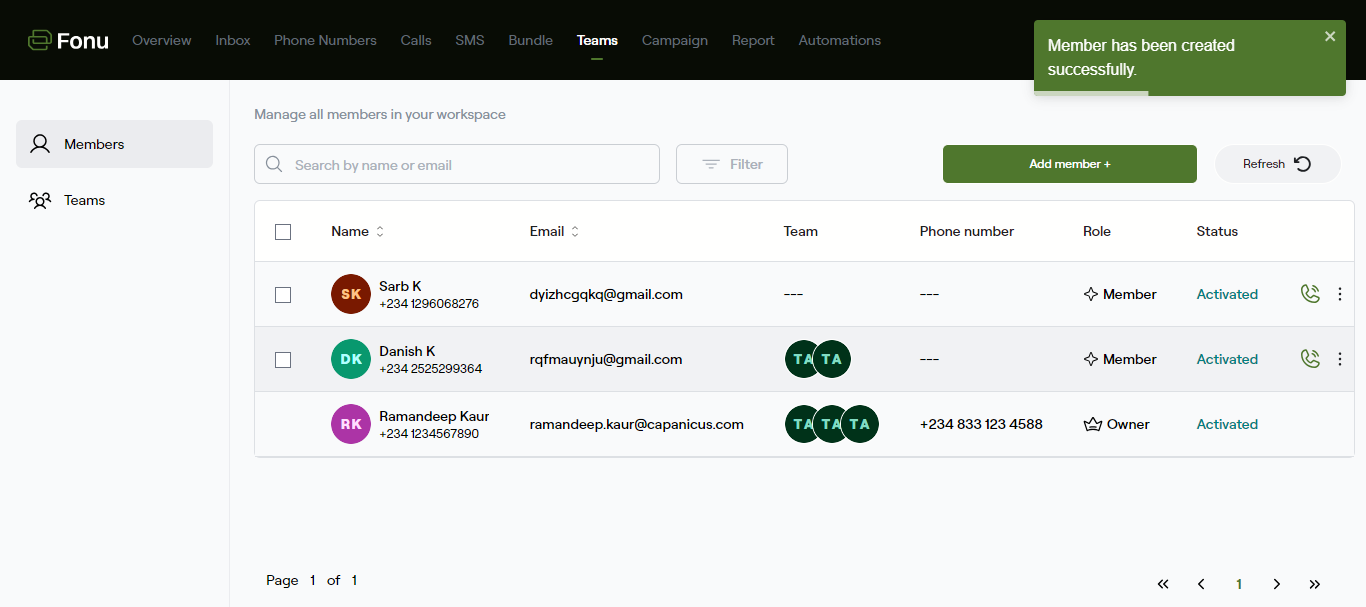 Fonu Overview Inbox Phone Numbers Calls SMS Bundle Teams Campaign Report Automations
Member has been created
successfully.
Members
Teams
Manage all members in your workspace
Search by name or email Filter Add member + Refresh
Name Email Team Phone number Role Status
SK Sarb K
+234 1296068276
dyizhcgqkq@gmail.com --- --- Member Activated
DK Danish K
+234 2525299364
rqfmauynju@gmail.com TA TA --- Member Activated
RK Ramandeep Kaur
+234 1234567890
ramandeep.kaur@capanicus.com TA TA TA +234 833 123 4588 Owner Activated
Page 1 of 1
1